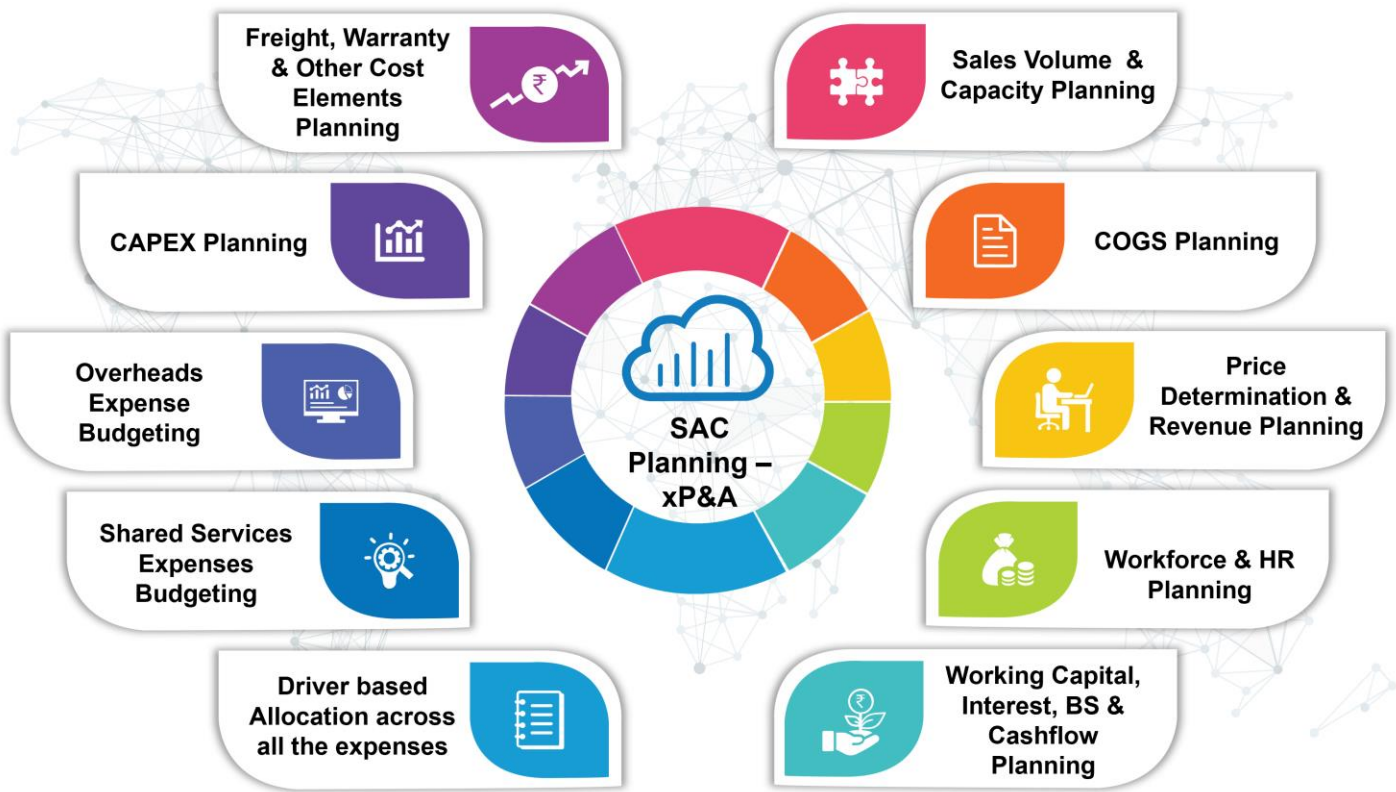 Freight, Warranty
& Other Cost
Elements
Planning
₹
Sales Volume &
Capacity Planning
CAPEX Planning
COGS Planning
Overheads
Expense
Budgeting
SAC
Planning –
xP&A
Price
Determination &
Revenue Planning
Shared Services
Expenses
Budgeting
Workforce & HR
Planning
Driver based
Allocation across
all the expenses
₹
Working Capital,
Interest, BS &
Cashflow
Planning